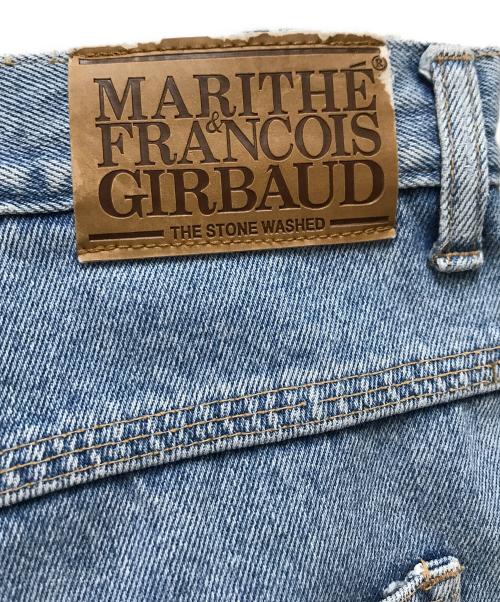 MARITHÉ®
&
FRANCOIS
GIRBAUD
THE STONE WASHED